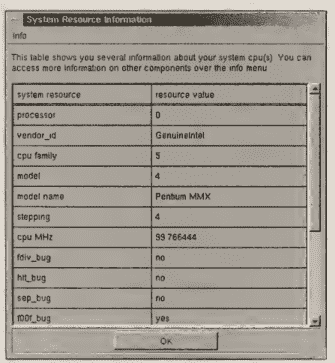 System Resource Information
Info
This table shows you several information about your system cpu(s) You can
access more information on other components over the info menu
system resource resource value
processor 0
vendor_id GenuineIntel
cpu family 5
model 4
model name Pentium MMX
stepping 4
cpu MHz 99 766444
fdiv_bug no
hlt_bug no
sep_bug no
f00f_bug yes
OK